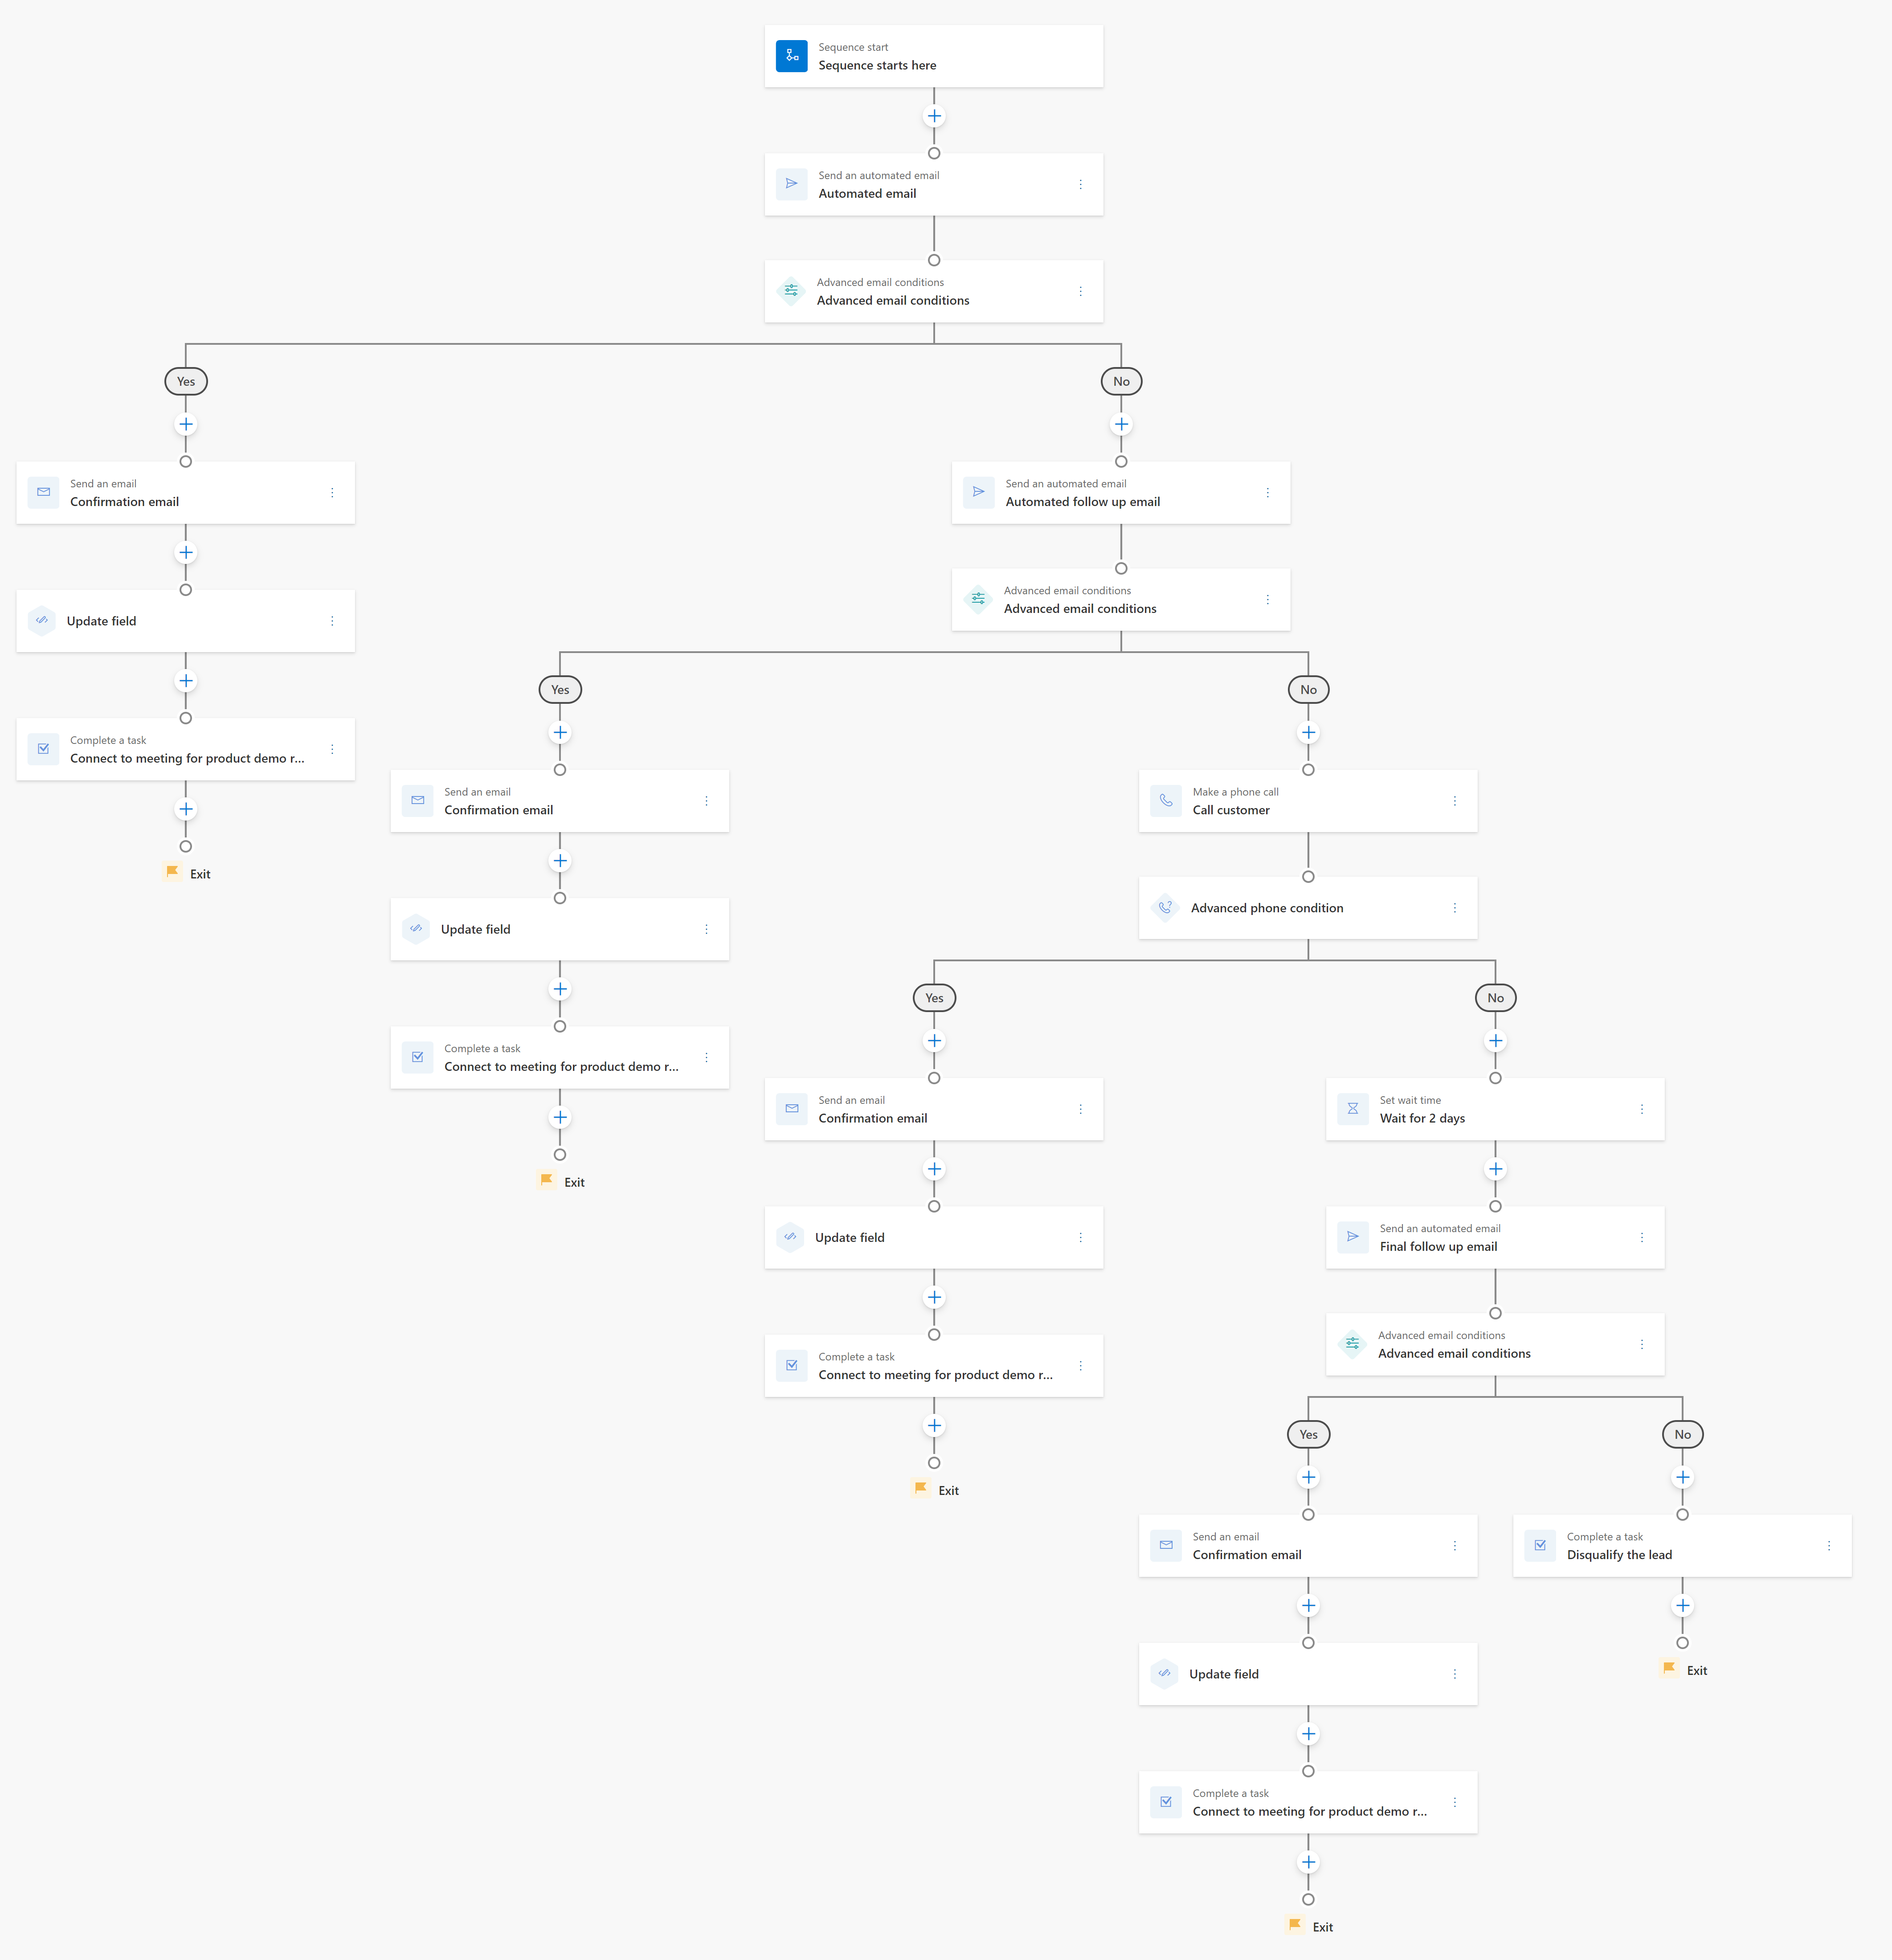 Sequence start
Sequence starts here
Send an automated email
Automated email
Advanced email conditions
Advanced email conditions
Yes
No
Send an email
Confirmation email
Send an automated email
Automated follow up email
Update field
Advanced email conditions
Advanced email conditions
Yes
No
Complete a task
Connect to meeting for product demo r...
Send an email
Confirmation email
Make a phone call
Call customer
Exit
Update field
Advanced phone condition
Yes
No
Complete a task
Connect to meeting for product demo r...
Send an email
Confirmation email
Set wait time
Wait for 2 days
Exit
Update field
Send an automated email
Final follow up email
Complete a task
Connect to meeting for product demo r...
Advanced email conditions
Advanced email conditions
Yes
No
Exit
Send an email
Confirmation email
Complete a task
Disqualify the lead
Update field
Exit
Complete a task
Connect to meeting for product demo r...
Exit